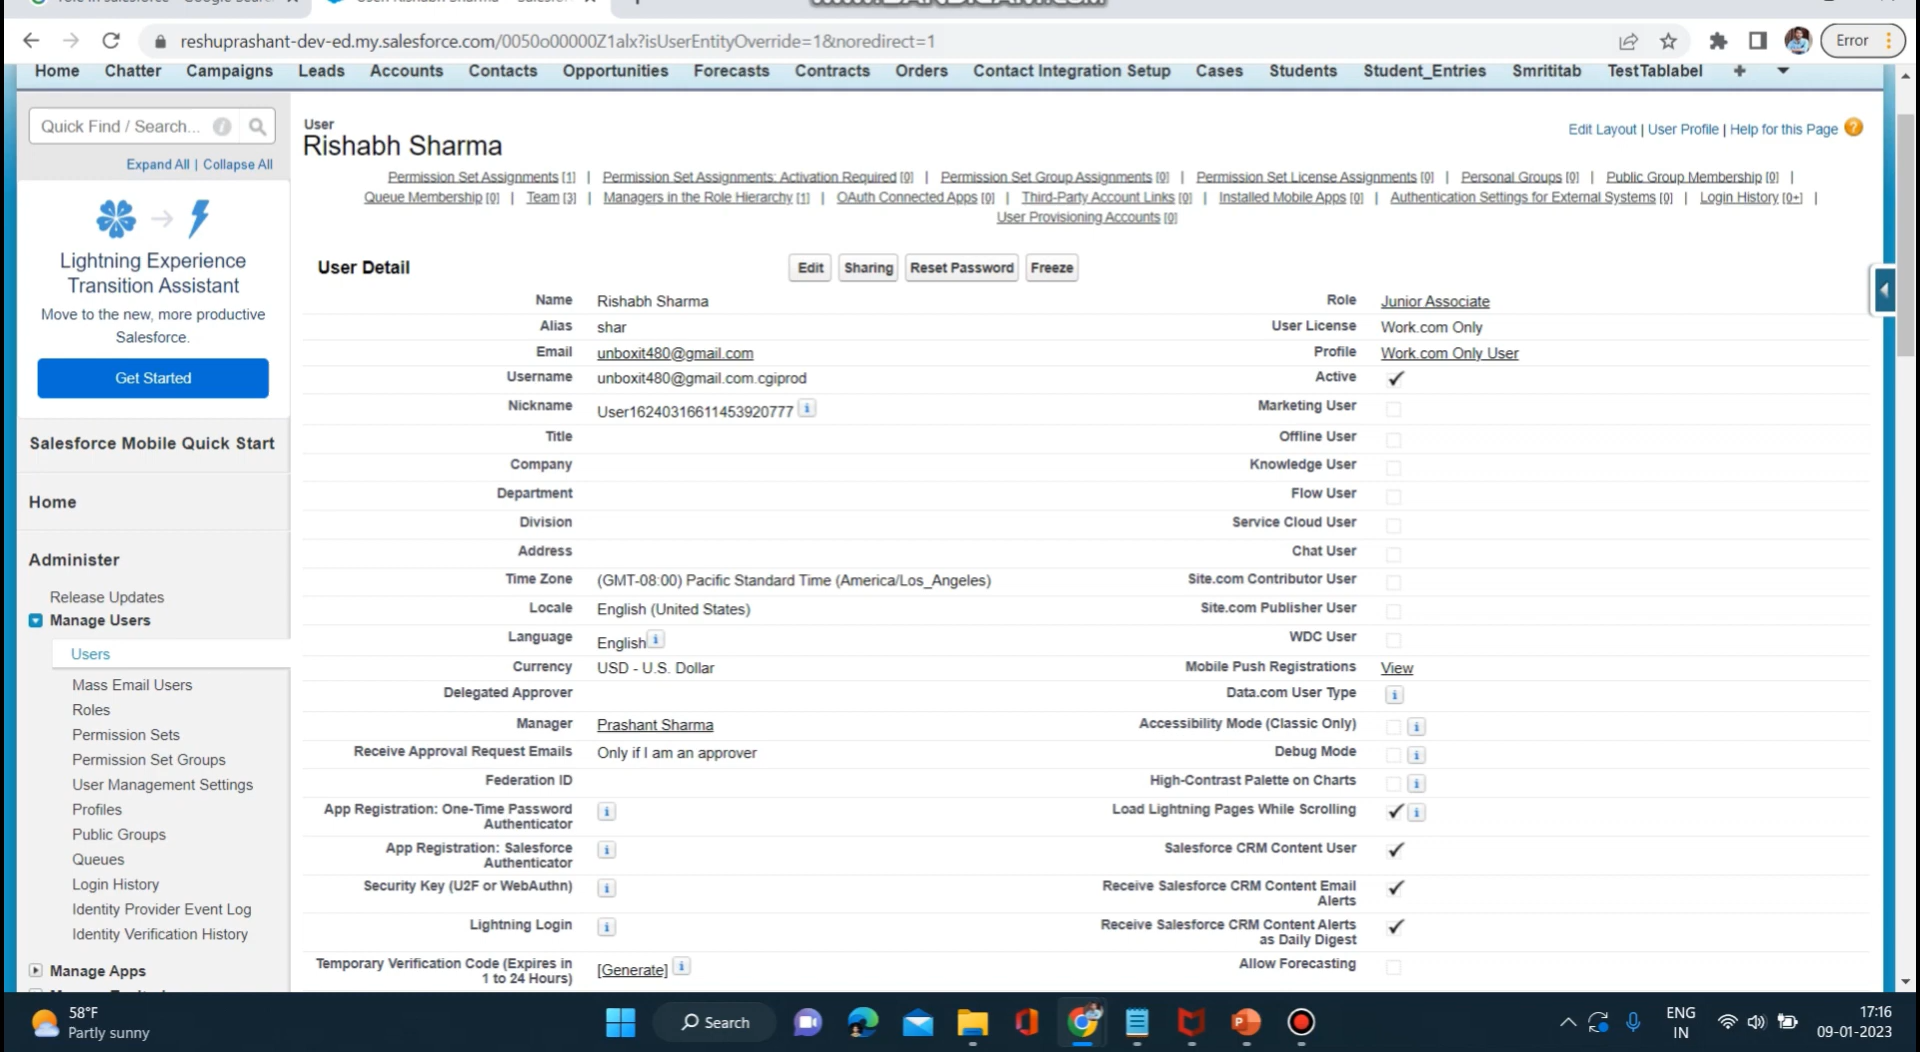 reshuprashant-dev-ed.my.salesforce.com/0050o00000Z1alx?isUserEntityOverride=1&noredirect=1
Error
Home Chatter Campaigns Leads Accounts Contacts Opportunities Forecasts Contracts Orders Contact Integration Setup Cases Students Student_Entries Smrititab TestTablabel +
Quick Find / Search...
Expand All | Collapse All
Lightning Experience
Transition Assistant
Move to the new, more productive
Salesforce.
Get Started
Salesforce Mobile Quick Start
Home
Administer
Release Updates
Manage Users
Users
Mass Email Users
Roles
Permission Sets
Permission Set Groups
User Management Settings
Profiles
Public Groups
Queues
Login History
Identity Provider Event Log
Identity Verification History
Manage Apps
User
Rishabh Sharma
Edit Layout | User Profile | Help for this Page
Permission Set Assignments [1] | Permission Set Assignments: Activation Required [0] | Permission Set Group Assignments [0] | Permission Set License Assignments [0] | Personal Groups [0] | Public Group Membership [0] |
Queue Membership [0] | Team [3] | Managers in the Role Hierarchy [1] | OAuth Connected Apps [0] | Third-Party Account Links [0] | Installed Mobile Apps [0] | Authentication Settings for External Systems [0] | Login History [0+] |
User Provisioning Accounts [0]
User Detail
Edit Sharing Reset Password Freeze
Name Rishabh Sharma
Role Junior Associate
Alias shar
User License Work.com Only
Email unboxit480@gmail.com
Profile Work.com Only User
Username unboxit480@gmail.com.cgiprod
Active
Nickname User16240316611453920777
Marketing User
Title
Offline User
Company
Knowledge User
Department
Flow User
Division
Service Cloud User
Address
Chat User
Time Zone (GMT-08:00) Pacific Standard Time (America/Los_Angeles)
Site.com Contributor User
Locale English (United States)
Site.com Publisher User
Language English
WDC User
Currency USD - U.S. Dollar
Mobile Push Registrations View
Delegated Approver
Data.com User Type
Manager Prashant Sharma
Accessibility Mode (Classic Only)
Receive Approval Request Emails Only if I am an approver
Debug Mode
Federation ID
High-Contrast Palette on Charts
App Registration: One-Time Password
Authenticator
Load Lightning Pages While Scrolling
App Registration: Salesforce
Authenticator
Salesforce CRM Content User
Security Key (U2F or WebAuthn)
Receive Salesforce CRM Content Email
Alerts
Lightning Login
Receive Salesforce CRM Content Alerts
as Daily Digest
Temporary Verification Code (Expires in
1 to 24 Hours) [Generate]
Allow Forecasting
58°F
Partly sunny
Search
ENG
IN
17:16
09-01-2023